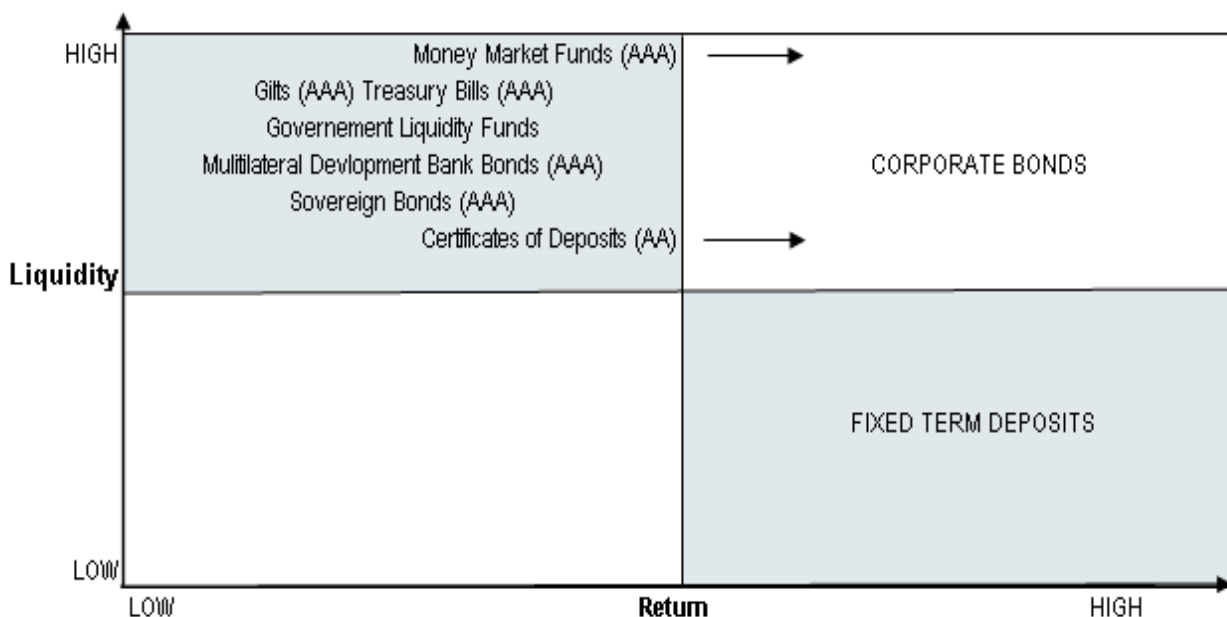 HIGH
Money Market Funds (AAA)
Gilts (AAA) Treasury Bills (AAA)
Governement Liquidity Funds
Mulitilateral Devlopment Bank Bonds (AAA)
CORPORATE BONDS
Sovereign Bonds (AAA)
Certificates of Deposits (AA)
Liquidity
FIXED TERM DEPOSITS
LOW
LOW
Return
HIGH